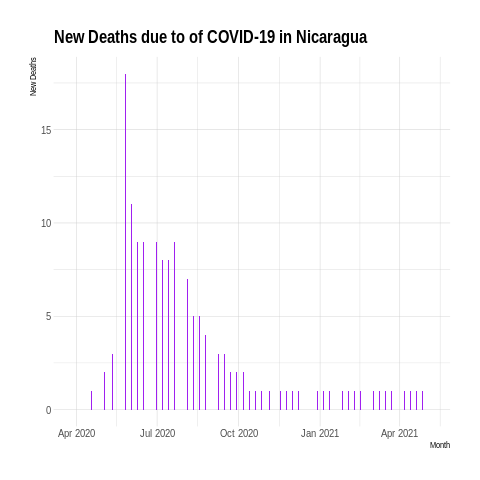 New Deaths due to of COVID-19 in Nicaragua
New Deaths
15
10
5
0
Apr 2020 Jul 2020 Oct 2020 Jan 2021 Apr 2021
Month